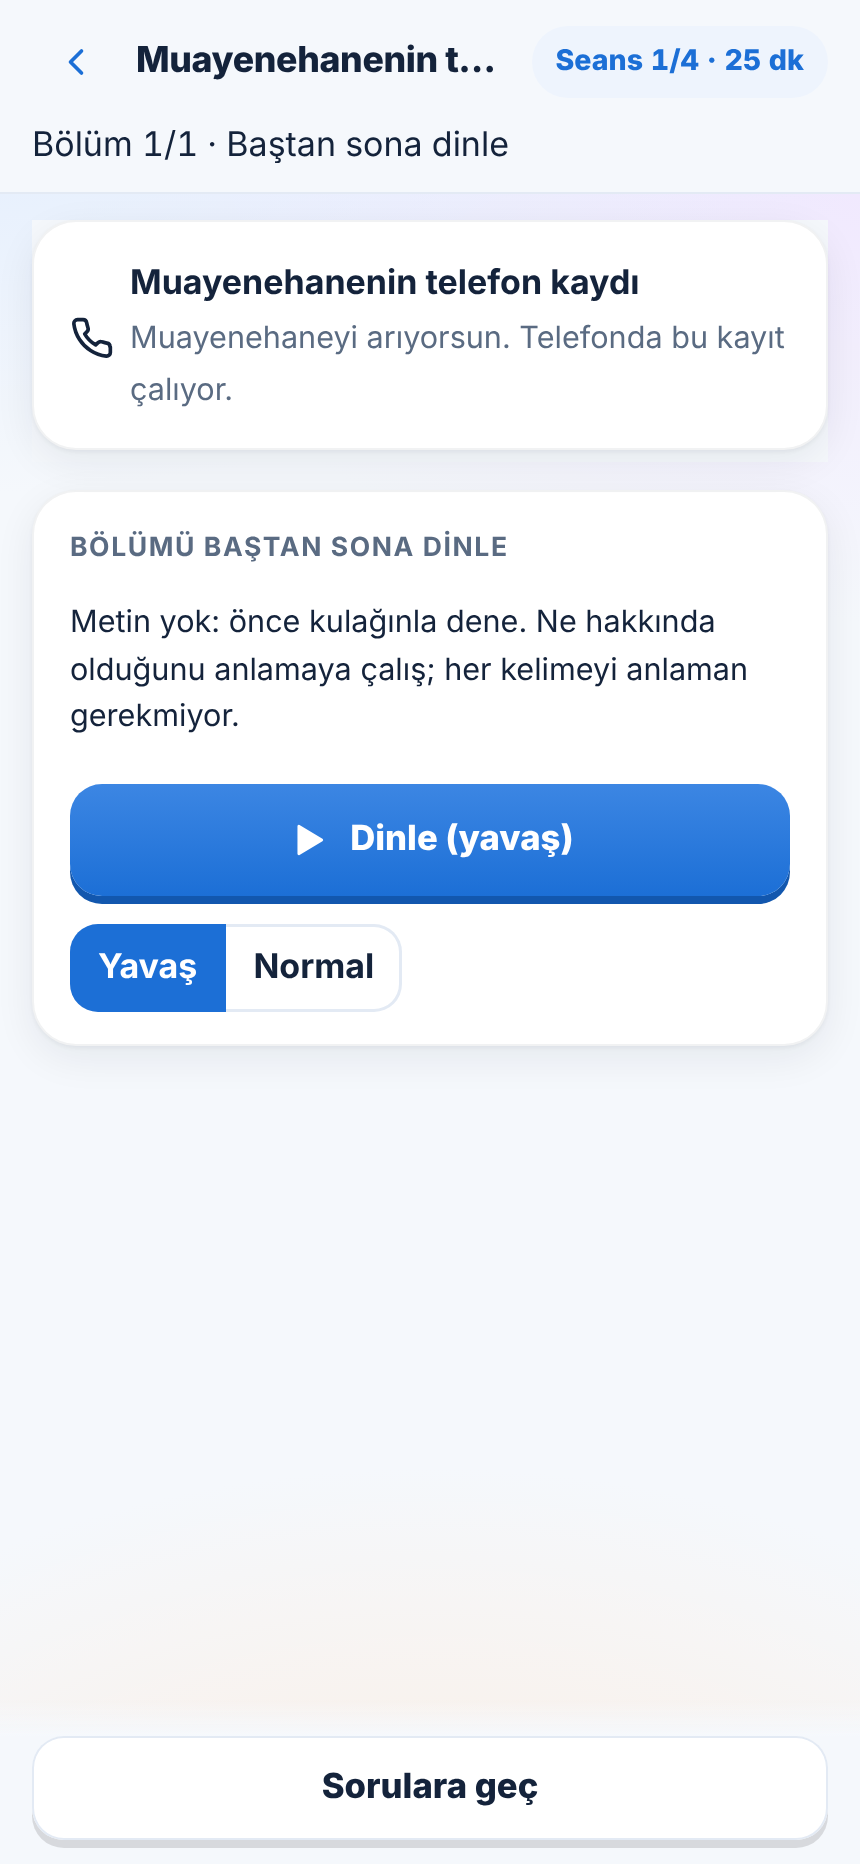 Muayenehanenin t...
Seans 1/4 · 25 dk
Bölüm 1/1 · Baştan sona dinle
Muayenehanenin telefon kaydı
Muayenehaneyi arıyorsun. Telefonda bu kayıt
çalıyor.
BÖLÜMÜ BAŞTAN SONA DİNLE
Metin yok: önce kulağınla dene. Ne hakkında
olduğunu anlamaya çalış; her kelimeyi anlaman
gerekmiyor.
Dinle (yavaş)
Yavaş
Normal
Sorulara geç